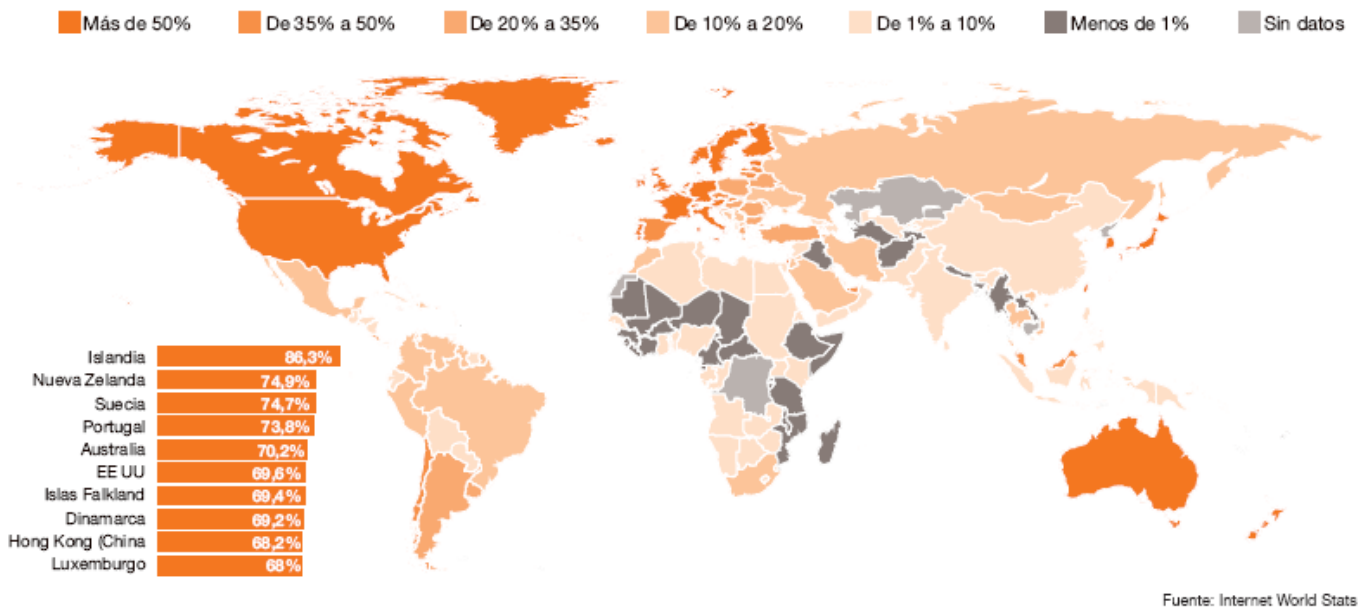 Más de 50% De 35% a 50% De 20% a 35% De 10% a 20% De 1% a 10% Menos de 1% Sin datos
Islandia 86,3%
Nueva Zelanda 74,9%
Suecia 74,7%
Portugal 73,8%
Australia 70,2%
EE UU 69,6%
Islas Falkland 69,4%
Dinamarca 69,2%
Hong Kong (China 68,2%
Luxemburgo 68%
Fuente: Internet World Stats